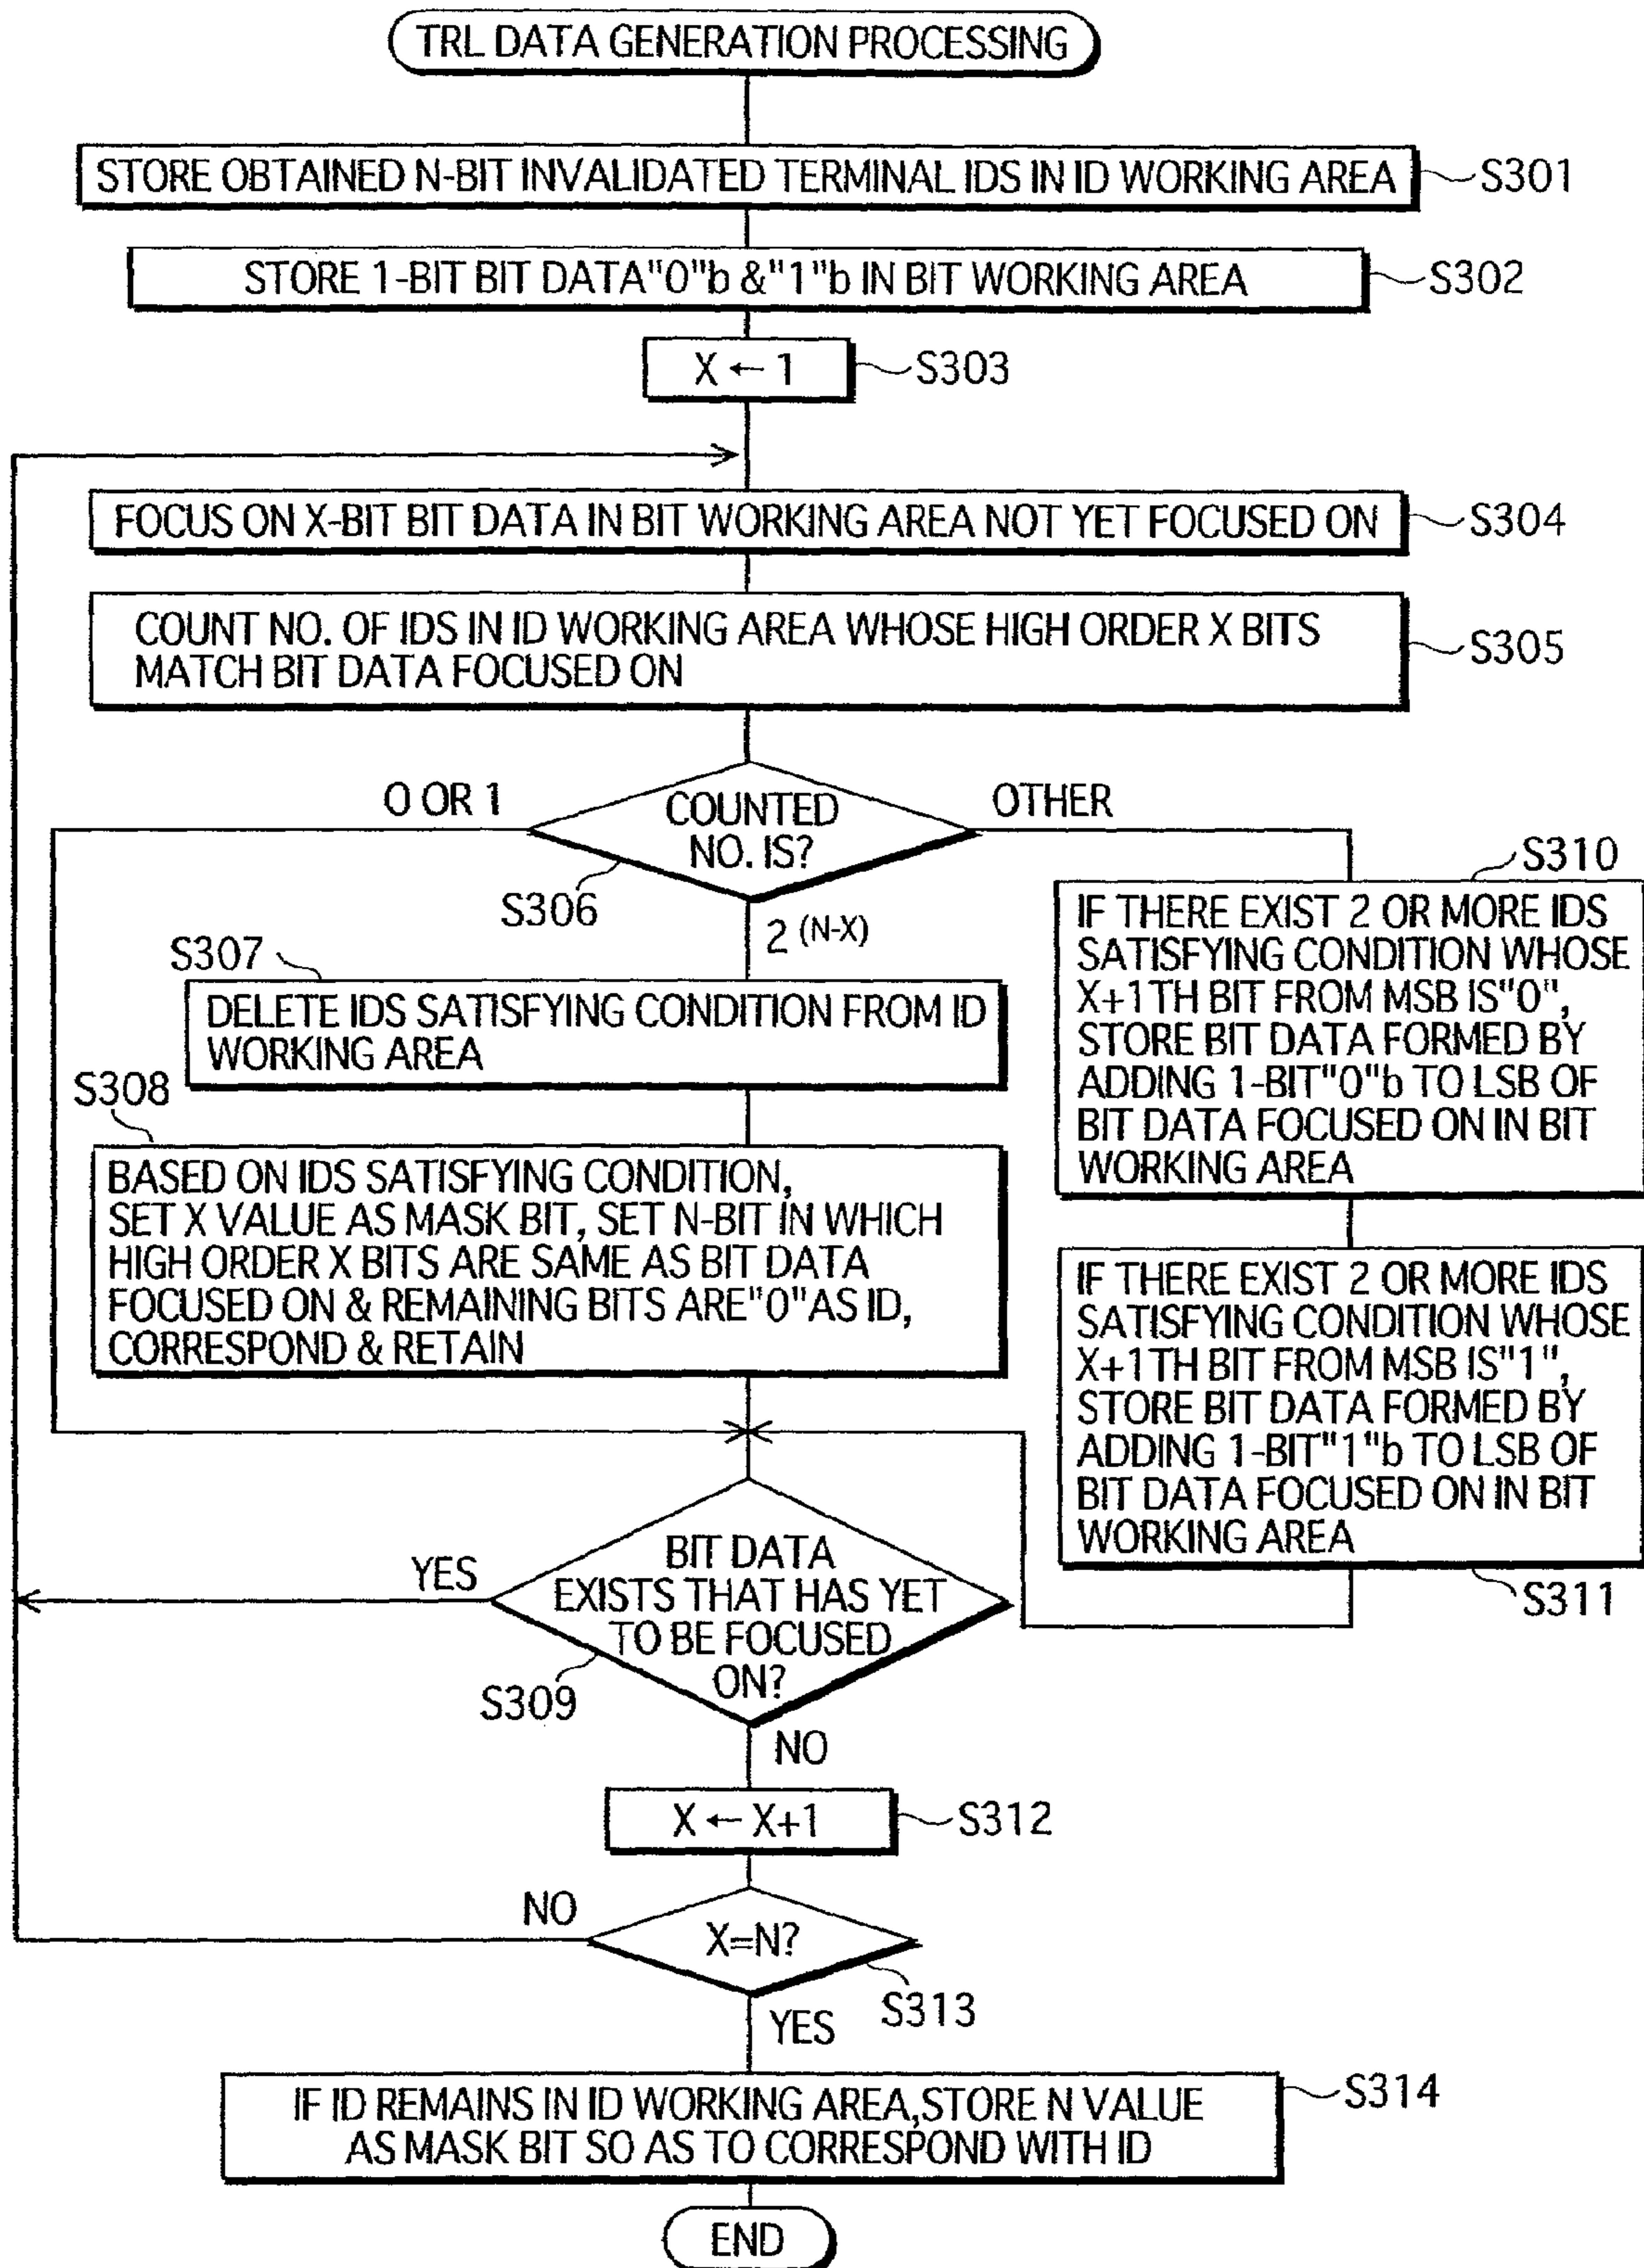 TRL DATA GENERATION PROCESSING
STORE OBTAINED N-BIT INVALIDATED TERMINAL IDS IN ID WORKING AREA
S301
STORE 1-BIT BIT DATA"0"b &"1"b IN BIT WORKING AREA
S302
X ← 1
S303
FOCUS ON X-BIT BIT DATA IN BIT WORKING AREA NOT YET FOCUSED ON
S304
COUNT NO. OF IDS IN ID WORKING AREA WHOSE HIGH ORDER X BITS
MATCH BIT DATA FOCUSED ON
S305
0 OR 1
COUNTED
NO. IS?
OTHER
S306
2 (N-X)
S307
DELETE IDS SATISFYING CONDITION FROM ID
WORKING AREA
S308
BASED ON IDS SATISFYING CONDITION,
SET X VALUE AS MASK BIT, SET N-BIT IN WHICH
HIGH ORDER X BITS ARE SAME AS BIT DATA
FOCUSED ON & REMAINING BITS ARE"0"AS ID,
CORRESPOND & RETAIN
S310
IF THERE EXIST 2 OR MORE IDS
SATISFYING CONDITION WHOSE
X+1TH BIT FROM MSB IS"0",
STORE BIT DATA FORMED BY
ADDING 1-BIT"0"b TO LSB OF
BIT DATA FOCUSED ON IN BIT
WORKING AREA
IF THERE EXIST 2 OR MORE IDS
SATISFYING CONDITION WHOSE
X+1TH BIT FROM MSB IS"1",
STORE BIT DATA FORMED BY
ADDING 1-BIT"1"b TO LSB OF
BIT DATA FOCUSED ON IN BIT
WORKING AREA
S311
YES
BIT DATA
EXISTS THAT HAS YET
TO BE FOCUSED
ON?
S309
NO
X ← X+1
S312
NO
X=N?
S313
YES
IF ID REMAINS IN ID WORKING AREA,STORE N VALUE
AS MASK BIT SO AS TO CORRESPOND WITH ID
S314
END